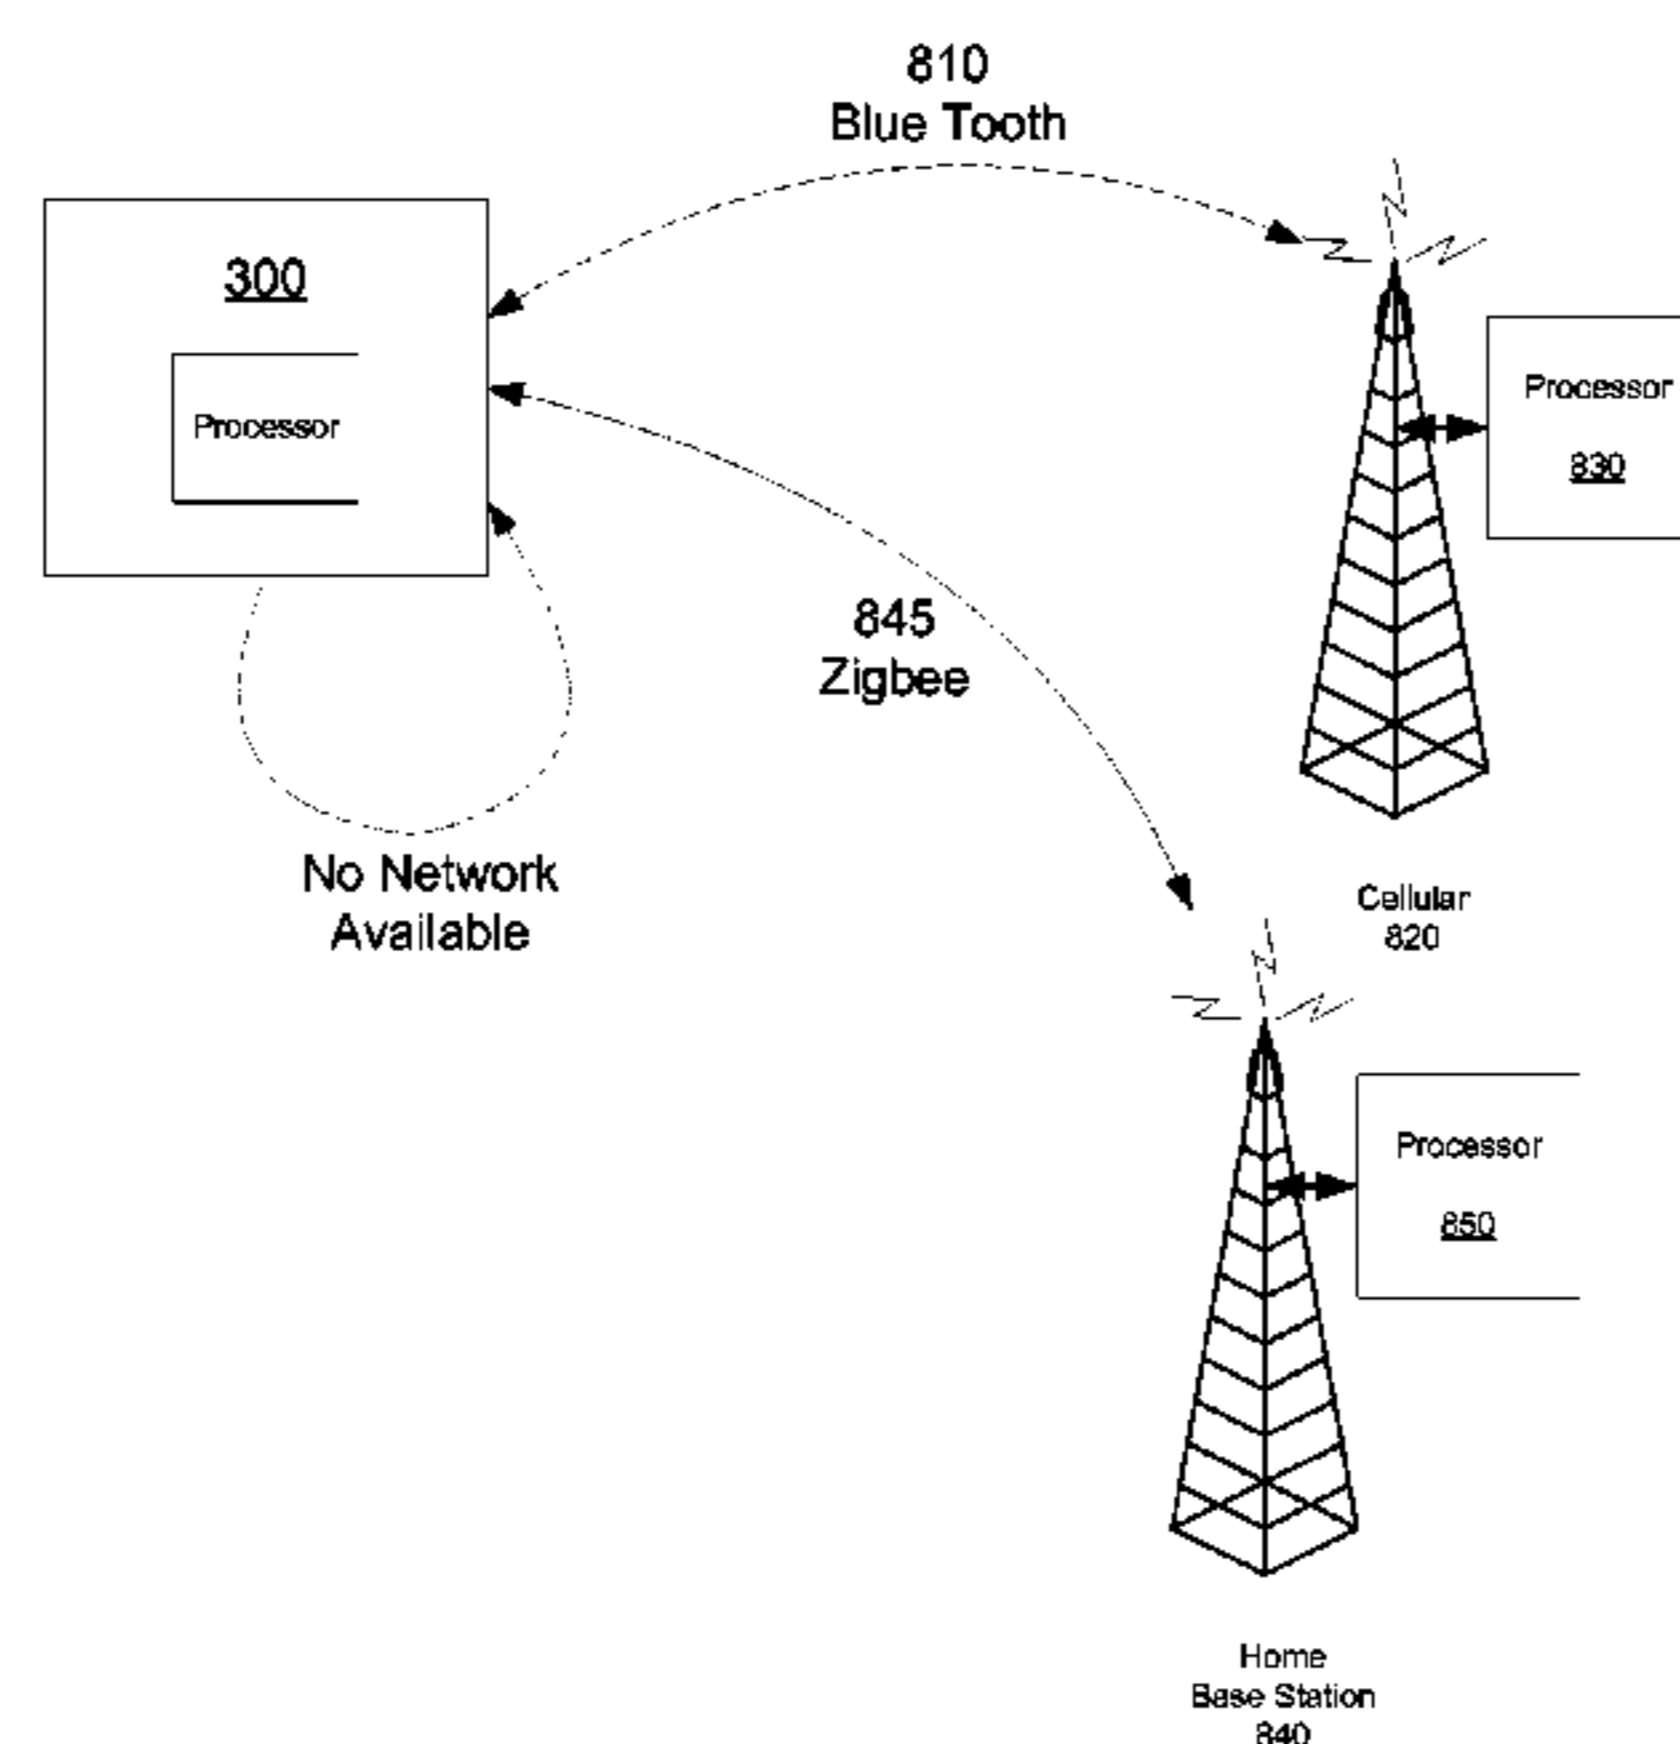 810
Blue Tooth
300
Processor
Processor
830
845
Zigbee
No Network
Available
Cellular
820
Processor
850
Home
Base Station
840